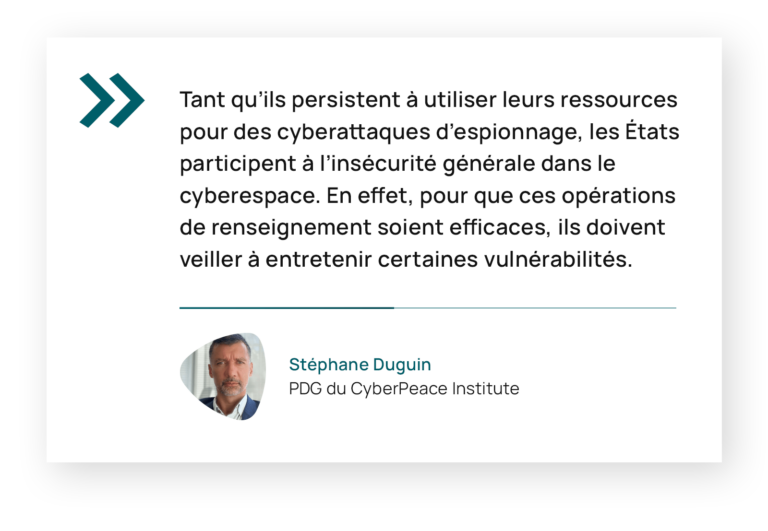 Tant qu’ils persistent à utiliser leurs ressources
pour des cyberattaques d’espionnage, les États
participent à l’insécurité générale dans le
cyberespace. En effet, pour que ces opérations
de renseignement soient efficaces, ils doivent
veiller à entretenir certaines vulnérabilités.
Stéphane Duguin
PDG du CyberPeace Institute